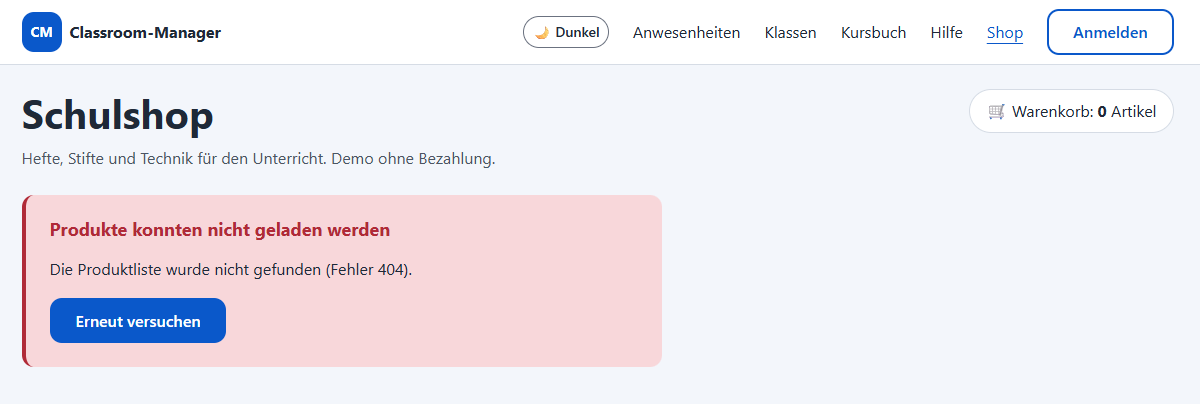 CM Classroom-Manager
🌙 Dunkel Anwesenheiten Klassen Kursbuch Hilfe Shop Anmelden
Schulshop
🛒 Warenkorb: 0 Artikel
Hefte, Stifte und Technik für den Unterricht. Demo ohne Bezahlung.
Produkte konnten nicht geladen werden
Die Produktliste wurde nicht gefunden (Fehler 404).
Erneut versuchen